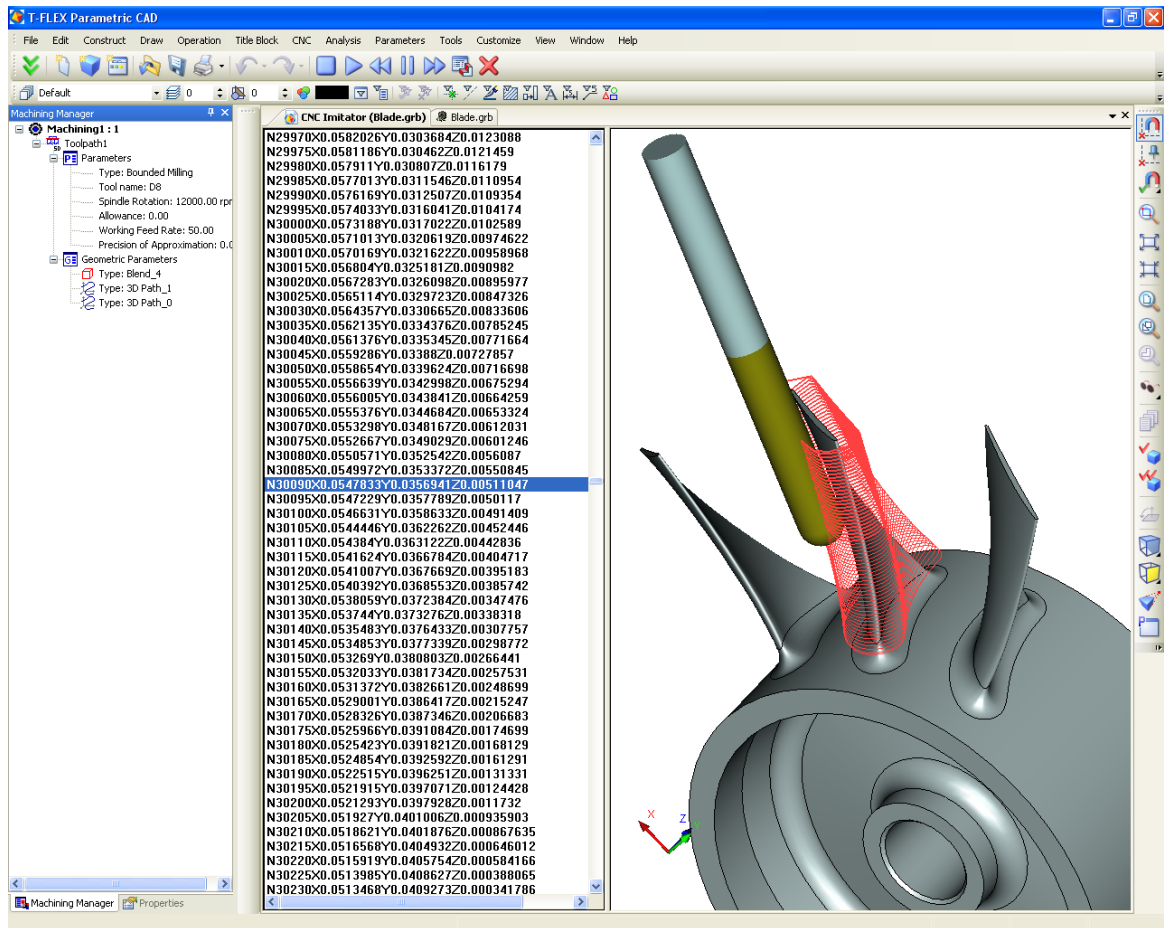 T-FLEX Parametric CAD
File Edit Construct Draw Operation Title Block CNC Analysis Parameters Tools Customize View Window Help
Default 0 0
Machining Manager
CNC Imitator (Blade.grb) Blade.grb
Machining1 : 1
Toolpath1
Parameters
Type: Bounded Milling
Tool name: D8
Spindle Rotation: 12000.00 rpr
Allowance: 0.00
Working Feed Rate: 50.00
Precision of Approximation: 0.0
Geometric Parameters
Type: Blend_4
Type: 3D Path_1
Type: 3D Path_0
N29970X0.0582026Y0.0303684Z0.0123088
N29975X0.0581186Y0.030462Z0.0121459
N29980X0.057911Y0.030807Z0.0116179
N29985X0.0577013Y0.0311546Z0.0110954
N29990X0.0576169Y0.0312507Z0.0109354
N29995X0.0574033Y0.0316041Z0.0104174
N30000X0.0573188Y0.0317022Z0.0102589
N30005X0.0571013Y0.0320619Z0.00974622
N30010X0.0570169Y0.0321622Z0.00958968
N30015X0.056804Y0.0325181Z0.0090982
N30020X0.0567283Y0.0326098Z0.00895977
N30025X0.0565114Y0.0329723Z0.00847326
N30030X0.0564357Y0.0330665Z0.00833606
N30035X0.0562135Y0.0334376Z0.00785245
N30040X0.0561376Y0.0335345Z0.00771664
N30045X0.0559286Y0.03388Z0.00727857
N30050X0.0558654Y0.0339624Z0.00716698
N30055X0.0556639Y0.0342998Z0.00675294
N30060X0.0556005Y0.0343841Z0.00664259
N30065X0.0555376Y0.0344684Z0.00653324
N30070X0.0553298Y0.0348167Z0.00612031
N30075X0.0552667Y0.0349029Z0.00601246
N30080X0.0550571Y0.0352542Z0.0056087
N30085X0.0549972Y0.0353372Z0.00550845
N30090X0.0547833Y0.0356941Z0.00511047
N30095X0.0547229Y0.0357789Z0.0050117
N30100X0.0546631Y0.0358633Z0.00491409
N30105X0.0544446Y0.0362262Z0.00452446
N30110X0.054384Y0.0363122Z0.00442836
N30115X0.0541624Y0.0366784Z0.00404717
N30120X0.0541007Y0.0367669Z0.00395183
N30125X0.054039 2Y0.0368553Z0.00385742
N30130X0.0538059Y0.0372384Z0.00347476
N30135X0.053744Y0.0373276Z0.00338318
N30140X0.0535483Y0.0376433Z0.00307757
N30145X0.0534853Y0.0377339Z0.00298772
N30150X0.053269Y0.0380803Z0.00266441
N30155X0.0532033Y0.0381734Z0.00257531
N30160X0.0531372Y0.0382661Z0.00248699
N30165X0.0529001Y0.0386417Z0.00215247
N30170X0.0528326Y0.0387346Z0.00206683
N30175X0.0525966Y0.0391084Z0.00174699
N30180X0.0525423Y0.0391821Z0.00168129
N30185X0.0524854Y0.0392592Z0.00161291
N30190X0.0522515Y0.0396251Z0.00131331
N30195X0.0521915Y0.0397071Z0.00124428
N30200X0.0521293Y0.0397928Z0.0011732
N30205X0.051927Y0.0401006Z0.000935903
N30210X0.0518621Y0.0401876Z0.000867635
N30215X0.0516568Y0.0404932Z0.000646012
N30220X0.0515919Y0.0405754Z0.000584166
N30225X0.0513985Y0.0408627Z0.000388065
N30230X0.0513468Y0.0409273Z0.000341786
X
Z
Machining Manager Properties